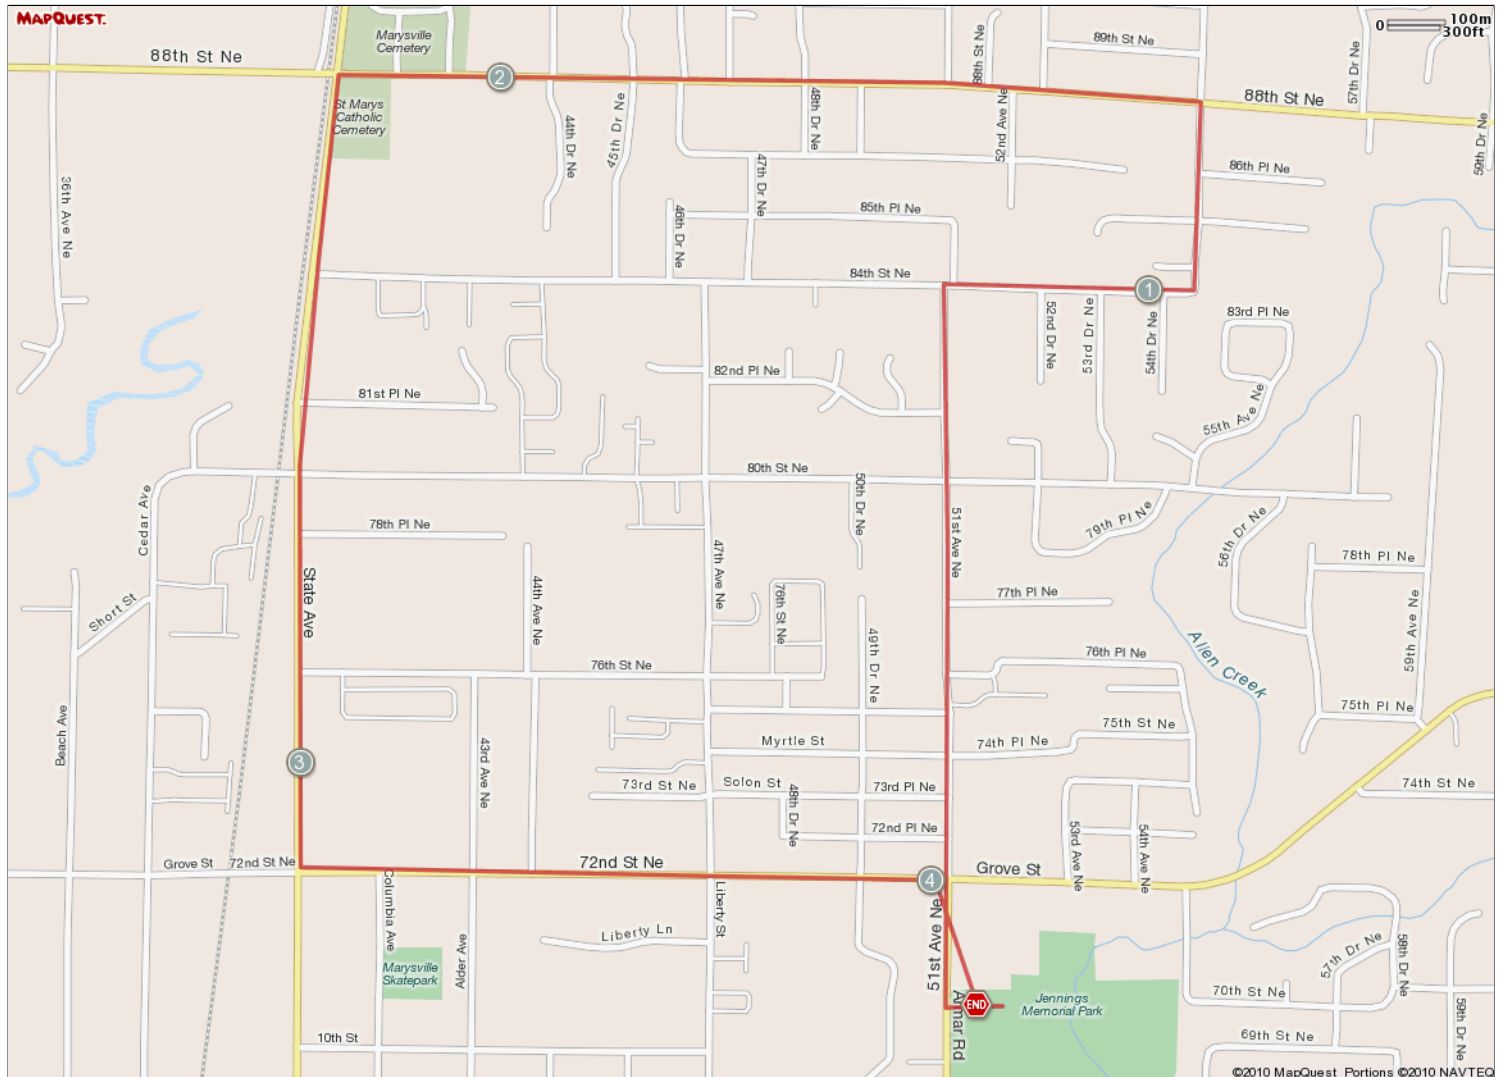 MAPQUEST.
Marysville
Cemetery
0 100m
300ft
88th St Ne
2
88th St Ne
89th St Ne
57th Dr Ne
88th St Ne
59th Dr Ne
St Marys
Catholic
Cemetery
44th Dr Ne
45th Dr Ne
48th Dr Ne
52nd Ave Ne
36th Ave Ne
47th Dr Ne
86th Pl Ne
46th Dr Ne
85th Pl Ne
84th St Ne
1
52nd Dr Ne
53rd Dr Ne
54th Dr Ne
83rd Pl Ne
82nd Pl Ne
81st Pl Ne
55th Ave Ne
80th St Ne
50th Dr Ne
Cedar Ave
78th Pl Ne
51st Ave Ne
79th Pl Ne
56th Dr Ne
78th Pl Ne
State Ave
47th Ave Ne
44th Ave Ne
76th St Ne
77th Pl Ne
Short St
49th Dr Ne
Allen Creek
59th Ave Ne
76th St Ne
76th Pl Ne
75th Pl Ne
Beach Ave
75th St Ne
Myrtle St
74th Pl Ne
3
43rd Ave Ne
73rd St Ne
Solon St
73rd Pl Ne
74th St Ne
48th Dr Ne
72nd Pl Ne
53rd Ave Ne
54th Ave Ne
Grove St
72nd St Ne
72nd St Ne
4
Grove St
Columbia Ave
Liberty St
51st Ave Ne
Liberty Ln
Alder Ave
57th Dr Ne
58th Dr Ne
Marysville
Skatepark
END
Jennings
Memorial Park
70th St Ne
Armar Rd
59th Dr Ne
10th St
69th St Ne
©2010 MapQuest Portions ©2010 NAVTEQ